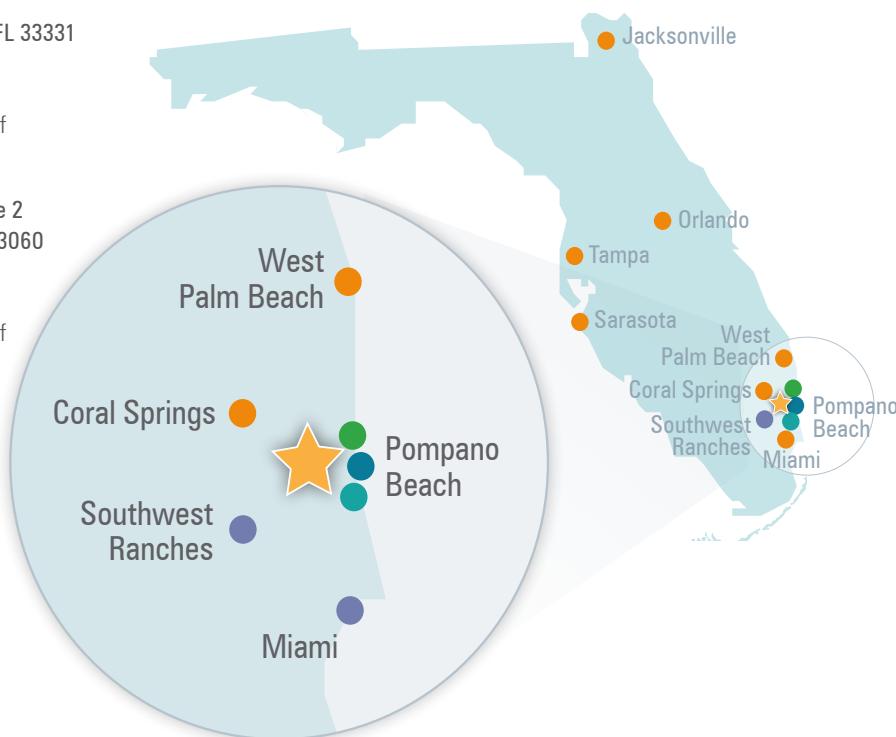 FL 33331
f
e 2
3060
f
Jacksonville
Orlando
Tampa
Sarasota
West
Palm Beach
Coral Springs
Southwest
Ranches
Pompano
Beach
Miami
West
Palm Beach
Coral Springs
Pompano
Beach
Southwest
Ranches
Miami